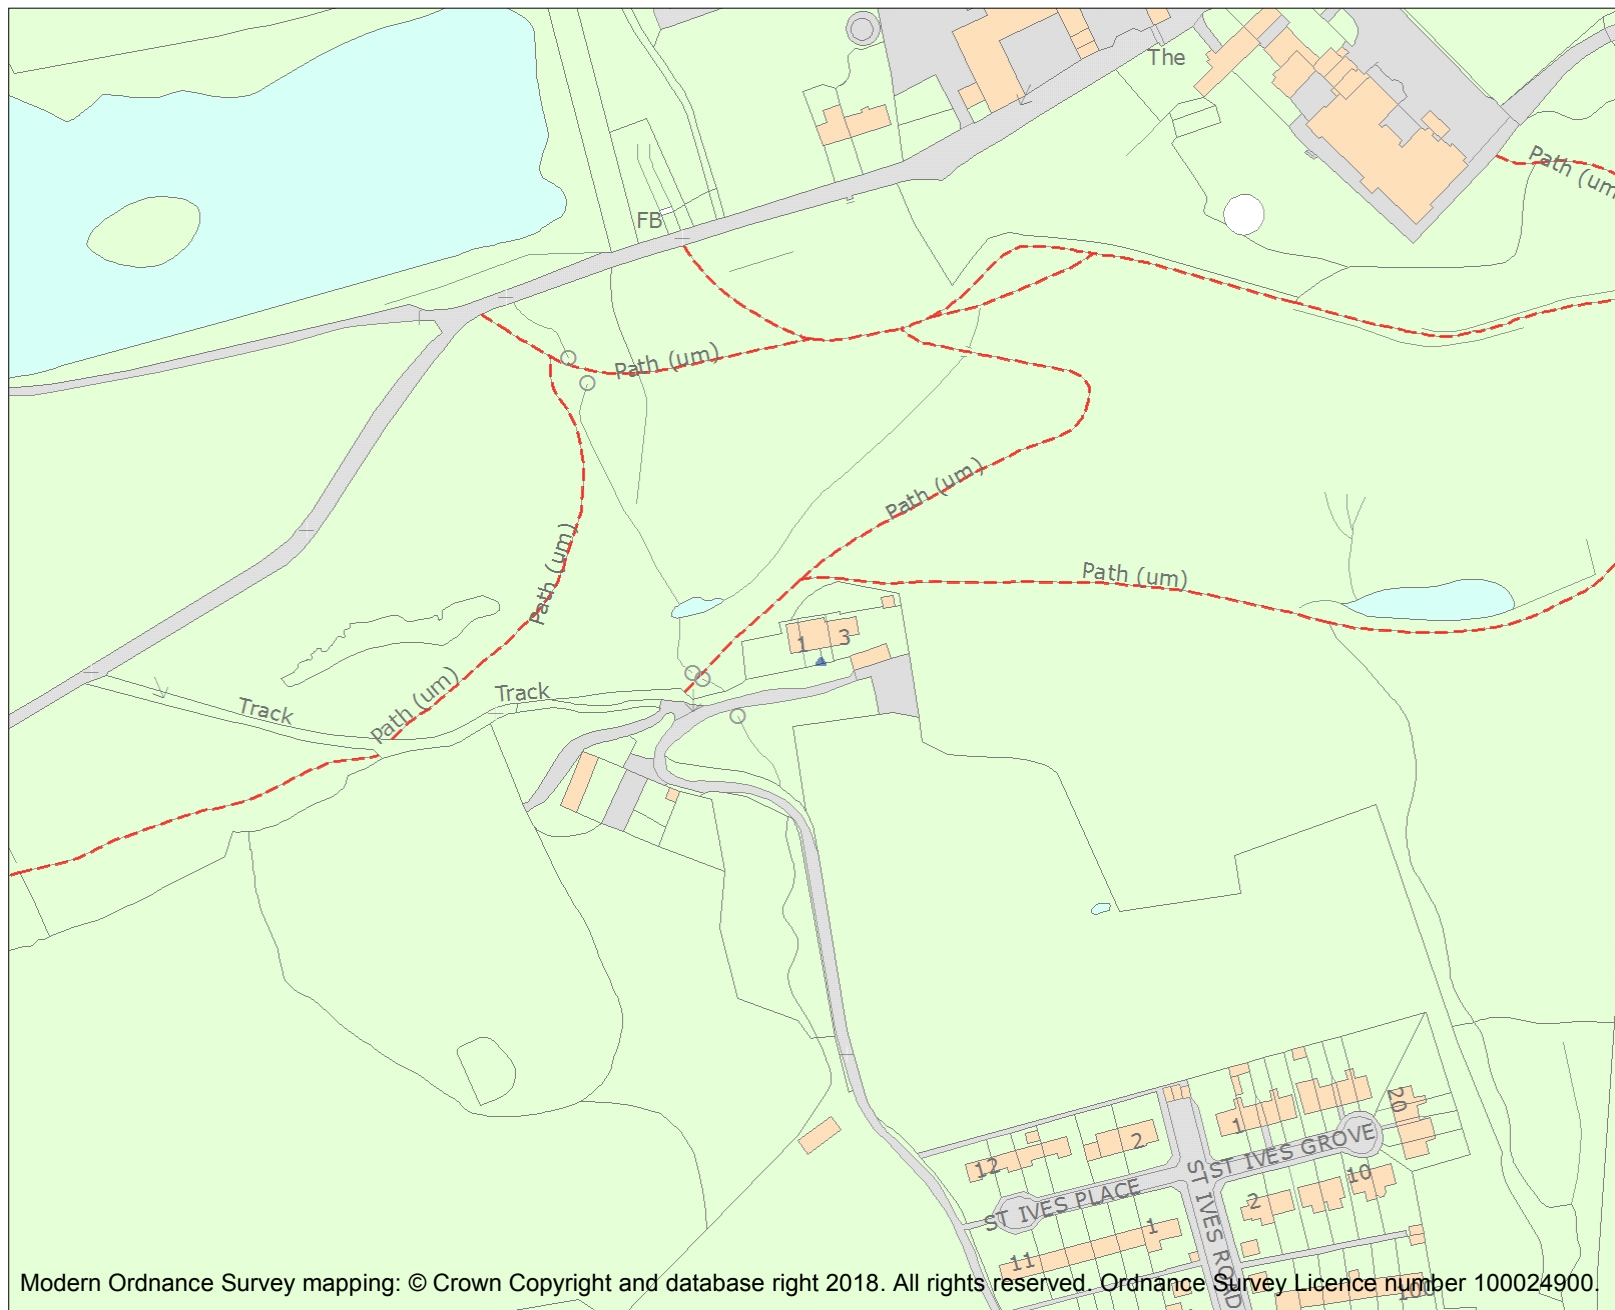 The
Path (um
FB
Path (um)
Path (um)
Path (um)
Path (um)
1
3
Path (um)
Track
Track
20
1
2
12
ST IVES GROVE
10
ST IVES PLACE
2
ST IVES ROAD
1
11
Modern Ordnance Survey mapping: © Crown Copyright and database right 2018. All rights reserved. Ordnance Survey Licence number 100024900.